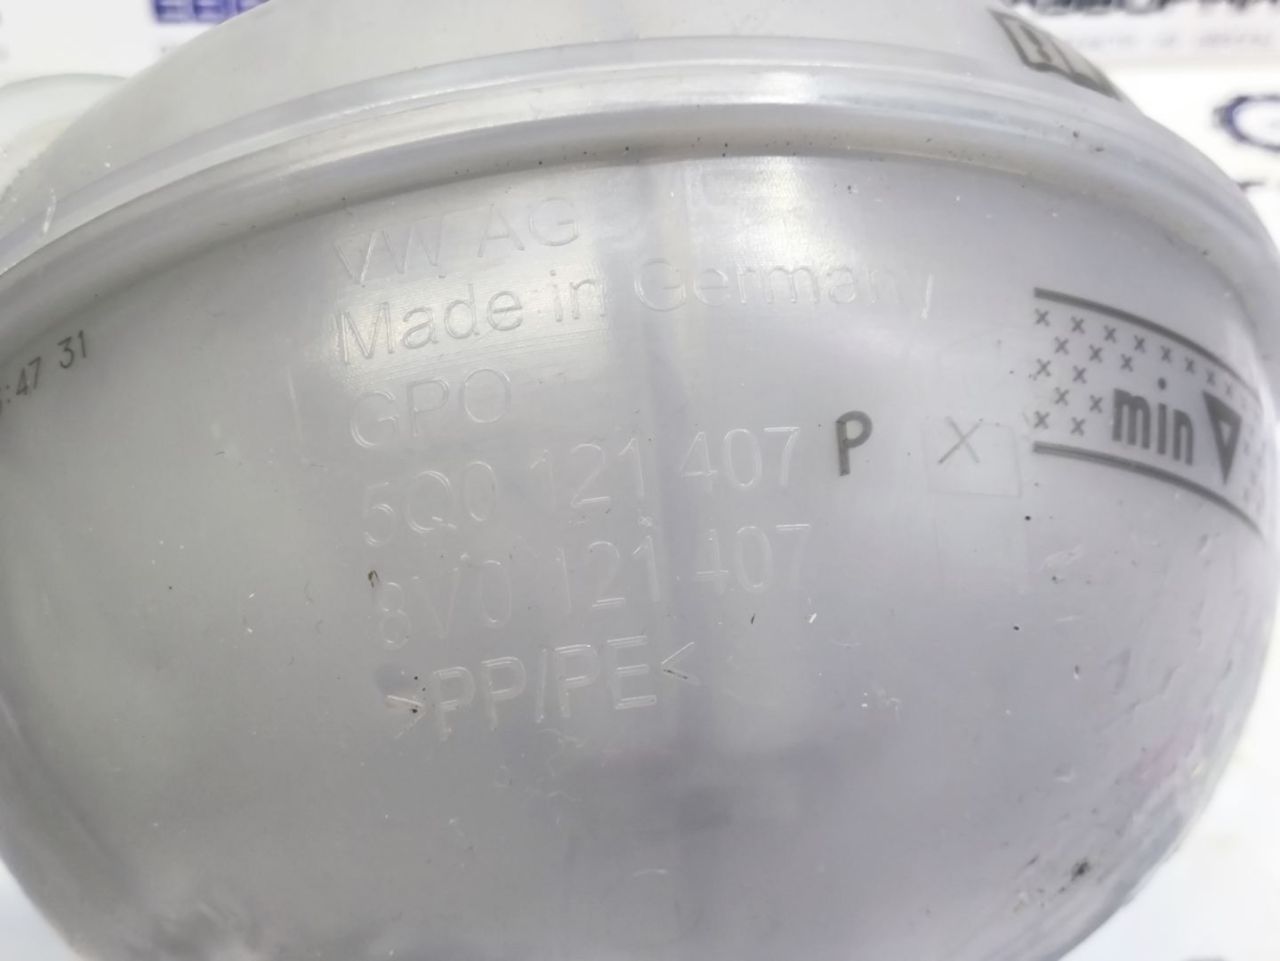 VW AG
Made in Germany
GPO
5Q0 121 407 P X
8V0 121 407
>PP/PE<
min
:47 31